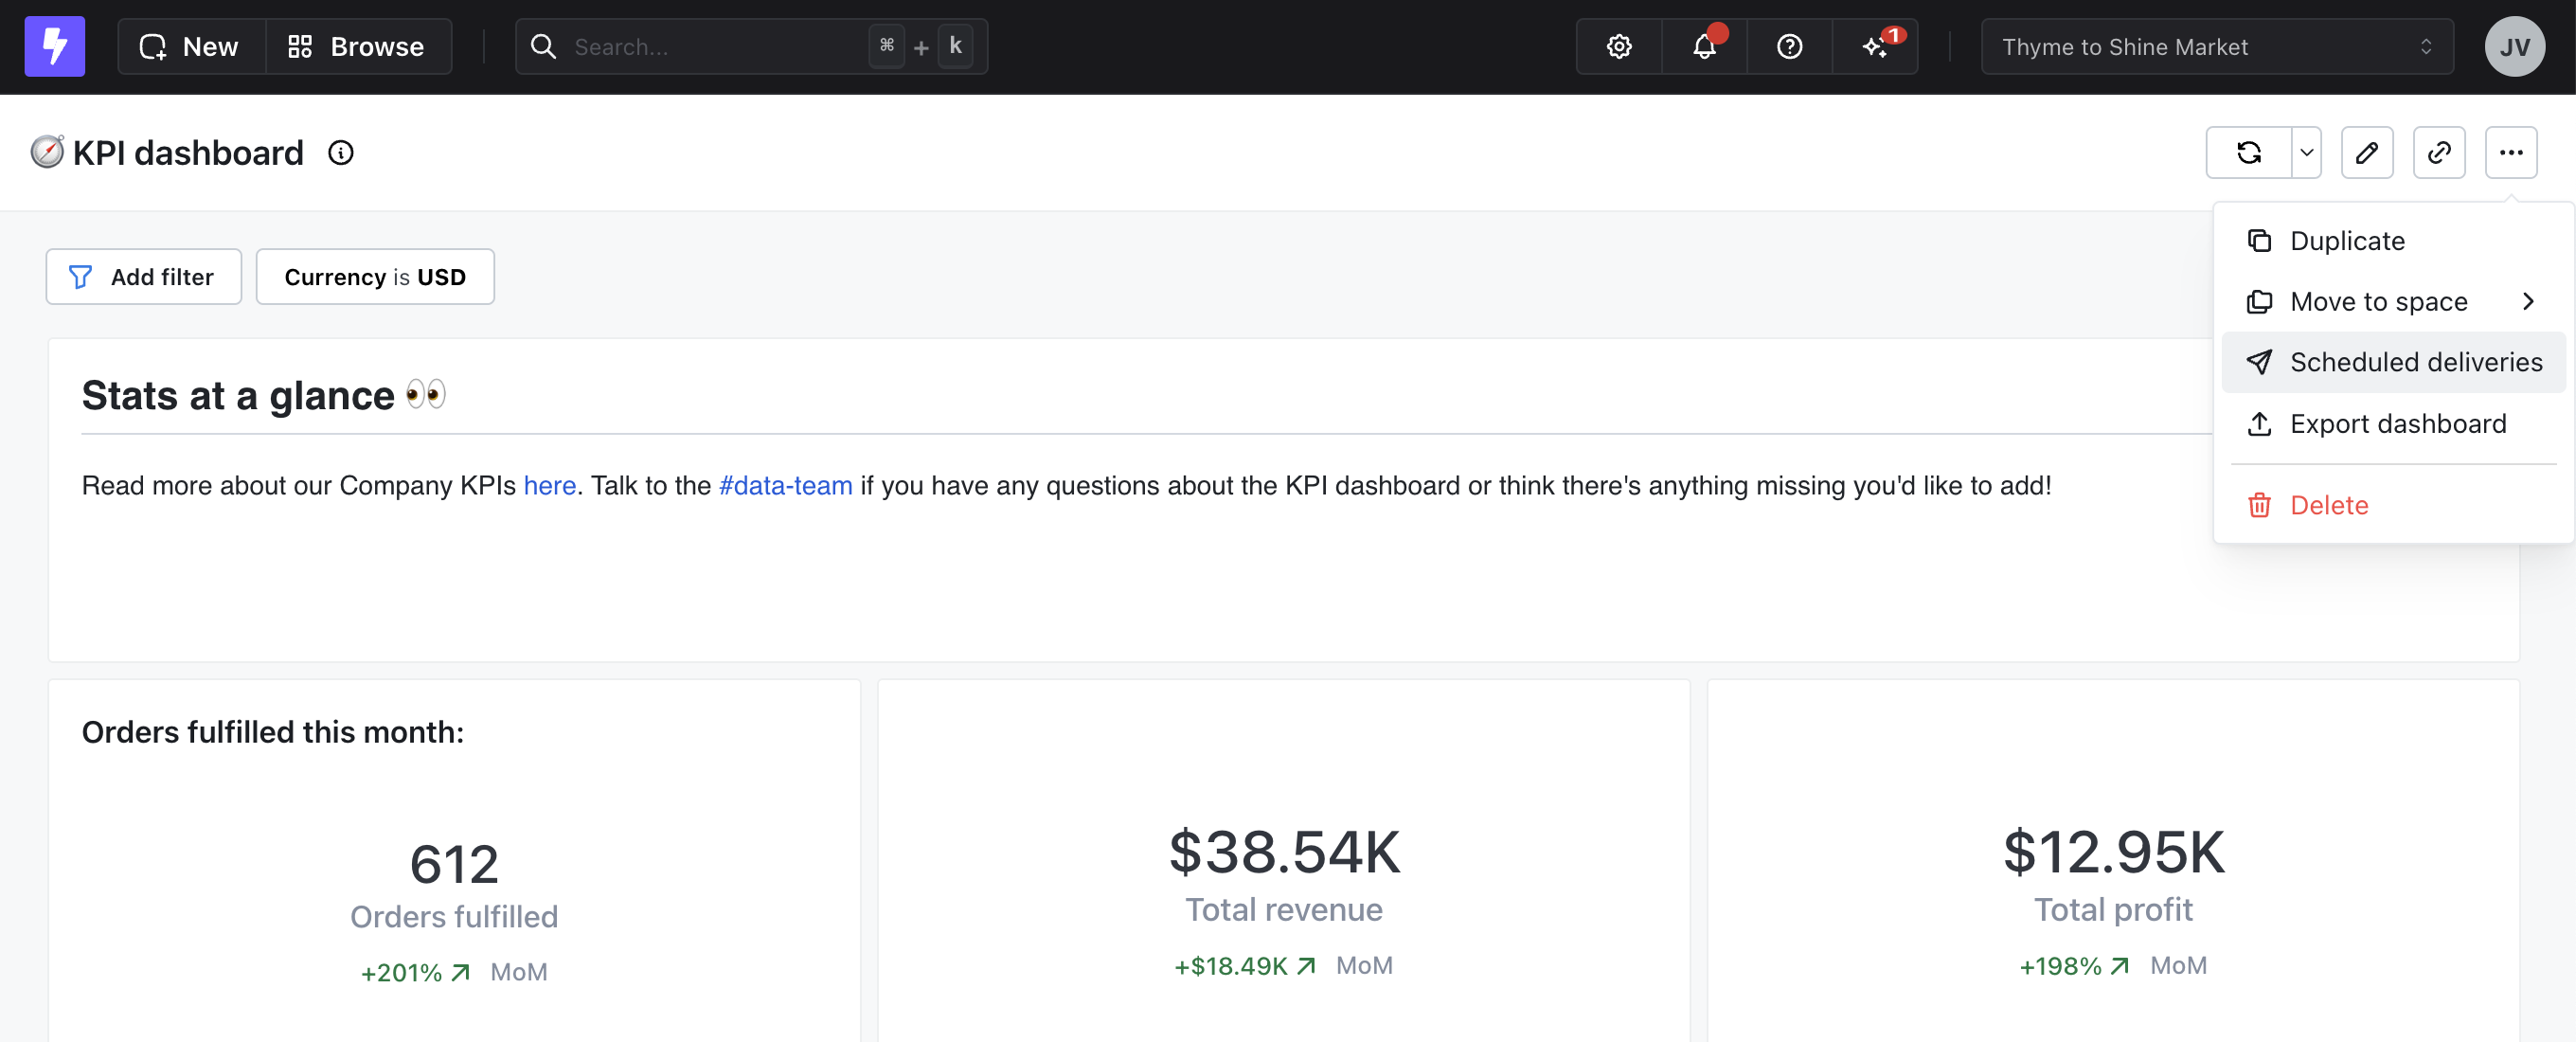 New Browse Search... ⌘ + k 1 Thyme to Shine Market JV
KPI dashboard
Duplicate
Move to space
Scheduled deliveries
Export dashboard
Delete
Add filter Currency is USD
Stats at a glance 👀
Read more about our Company KPIs here. Talk to the #data-team if you have any questions about the KPI dashboard or think there's anything missing you'd like to add!
Orders fulfilled this month:
612
Orders fulfilled
+201% ↗ MoM
$38.54K
Total revenue
+$18.49K ↗ MoM
$12.95K
Total profit
+198% ↗ MoM